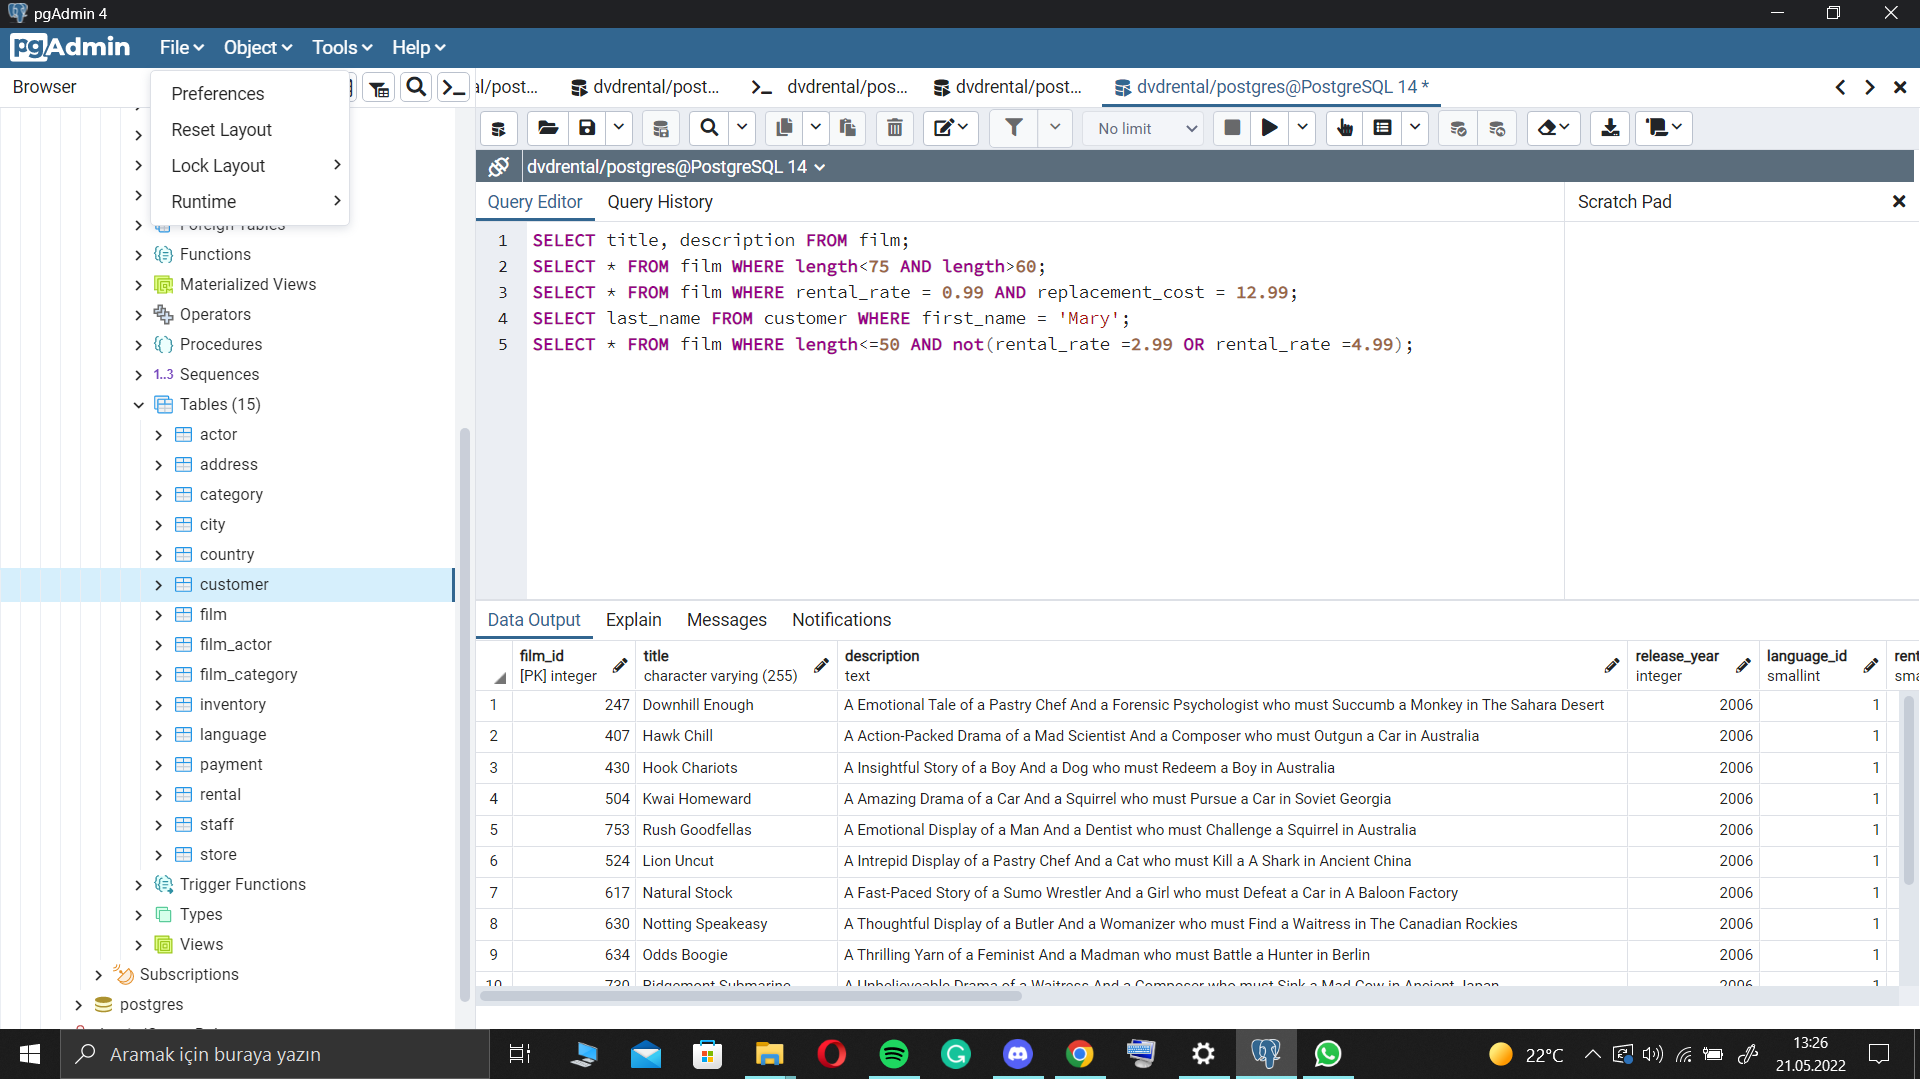 pgAdmin 4
pgAdmin File Object Tools Help
Browser
Preferences
Reset Layout
Lock Layout
Runtime
Functions
Materialized Views
Operators
Procedures
1..3 Sequences
Tables (15)
actor
address
category
city
country
customer
film
film_actor
film_category
inventory
language
payment
rental
staff
store
Trigger Functions
Types
Views
Subscriptions
postgres
al/post... dvdrental/post... dvdrental/pos... dvdrental/post... dvdrental/postgres@PostgreSQL 14 *
No limit
dvdrental/postgres@PostgreSQL 14
Query Editor Query History
Scratch Pad
1 SELECT title, description FROM film;
2 SELECT * FROM film WHERE length<75 AND length>60;
3 SELECT * FROM film WHERE rental_rate = 0.99 AND replacement_cost = 12.99;
4 SELECT last_name FROM customer WHERE first_name = 'Mary';
5 SELECT * FROM film WHERE length<=50 AND not(rental_rate =2.99 OR rental_rate =4.99);
Data Output Explain Messages Notifications
film_id title description release_year language_id rent
[PK] integer character varying (255) text integer smallint sma
1 247 Downhill Enough A Emotional Tale of a Pastry Chef And a Forensic Psychologist who must Succumb a Monkey in The Sahara Desert 2006 1
2 407 Hawk Chill A Action-Packed Drama of a Mad Scientist And a Composer who must Outgun a Car in Australia 2006 1
3 430 Hook Chariots A Insightful Story of a Boy And a Dog who must Redeem a Boy in Australia 2006 1
4 504 Kwai Homeward A Amazing Drama of a Car And a Squirrel who must Pursue a Car in Soviet Georgia 2006 1
5 753 Rush Goodfellas A Emotional Display of a Man And a Dentist who must Challenge a Squirrel in Australia 2006 1
6 524 Lion Uncut A Intrepid Display of a Pastry Chef And a Cat who must Kill a A Shark in Ancient China 2006 1
7 617 Natural Stock A Fast-Paced Story of a Sumo Wrestler And a Girl who must Defeat a Car in A Baloon Factory 2006 1
8 630 Notting Speakeasy A Thoughtful Display of a Butler And a Womanizer who must Find a Waitress in The Canadian Rockies 2006 1
9 634 Odds Boogie A Thrilling Yarn of a Feminist And a Madman who must Battle a Hunter in Berlin 2006 1
10 730 Ridgemont Submarine A Unbelieveable Drama of a Waitress And a Composer who must Sink a Mad Cow in Ancient Japan 2006 1
Aramak için buraya yazın
22°C
13:26
21.05.2022